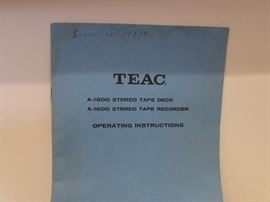 TEAC.
A-1500 STEREO TAPE DECK
A-1600 STEREO TAPE RECORDER
OPERATING INSTRUCTIONS